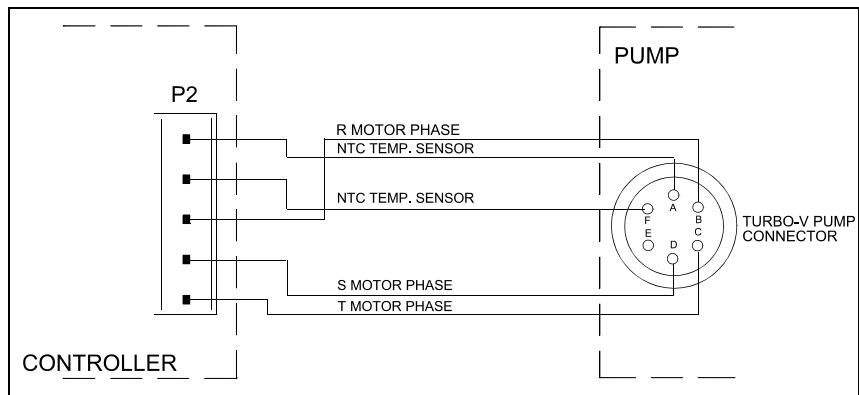 PUMP
P2
R MOTOR PHASE
NTC TEMP. SENSOR
NTC TEMP. SENSOR
A
F
B
E
D
C
TURBO-V PUMP
CONNECTOR
S MOTOR PHASE
T MOTOR PHASE
CONTROLLER